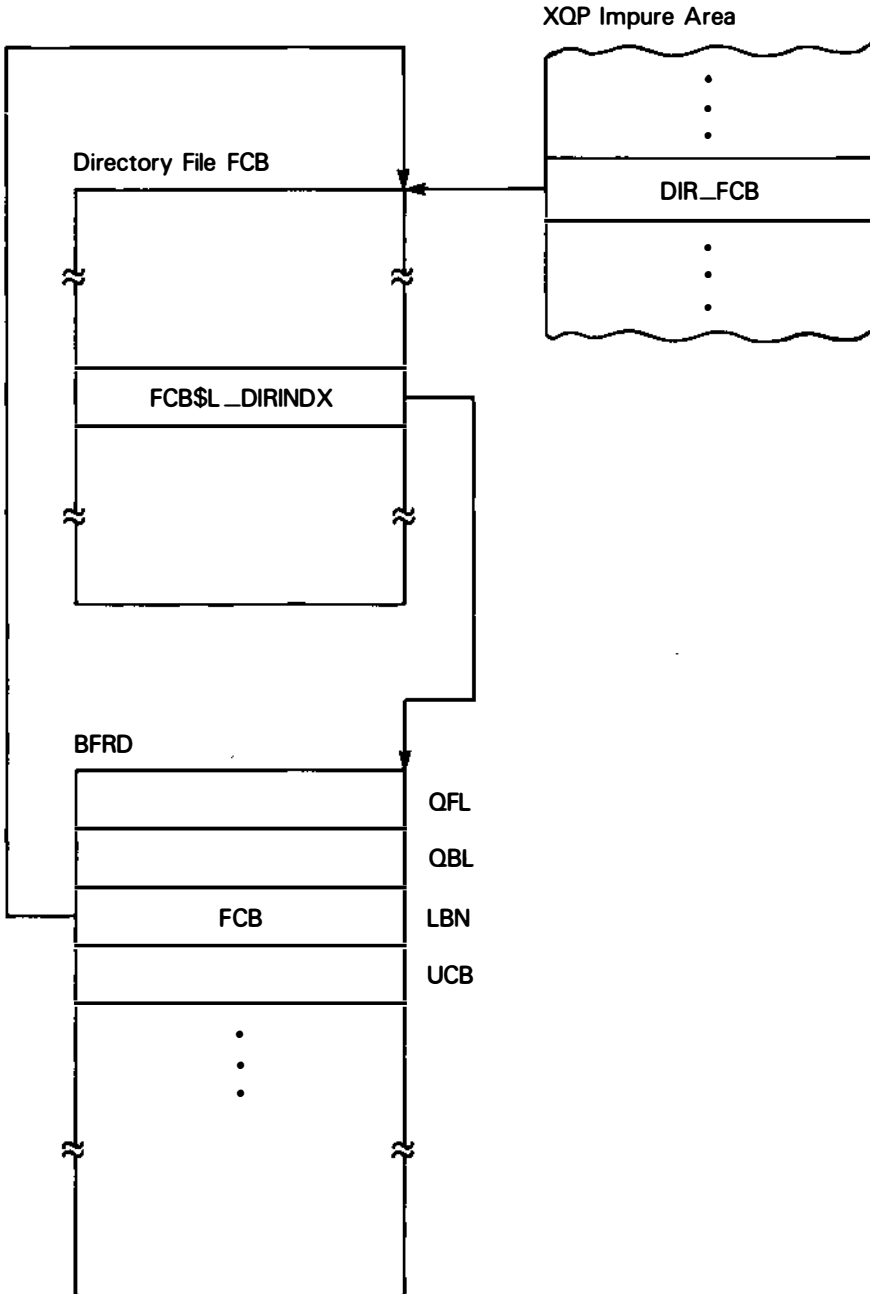 XQP Impure Area
Directory File FCB
DIR_FCB
FCB$L_DIRINDX
BFRD
QFL
QBL
FCB LBN
UCB